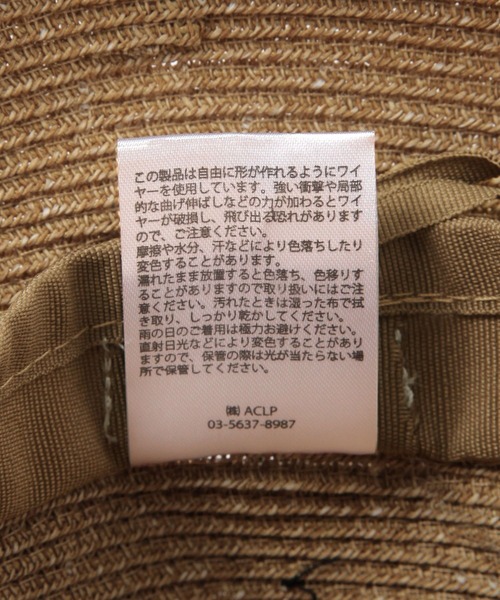 この製品は自由に形が作れるようにワイ
ヤーを使用しています。強い衝撃や局部
的な曲げ伸ばしなどの力が加わるとワイ
ヤーが破損し、飛び出る恐れがあります
ので、ご注意ください。
摩擦や水分、汗などにより色落ちしたり
変色することがあります。
濡れたまま放置すると色落ち、色移りす
ることがありますので取り扱いにはご注
意ください。汚れたときは湿った布で拭
き取り、しっかり乾かしてください。
雨の日のご着用は極力お避けください。
直射日光などにより変色することがあり
ますので、保管の際は光が当たらない場
所で保管してください。
㈱ ACLP
03-5637-8987